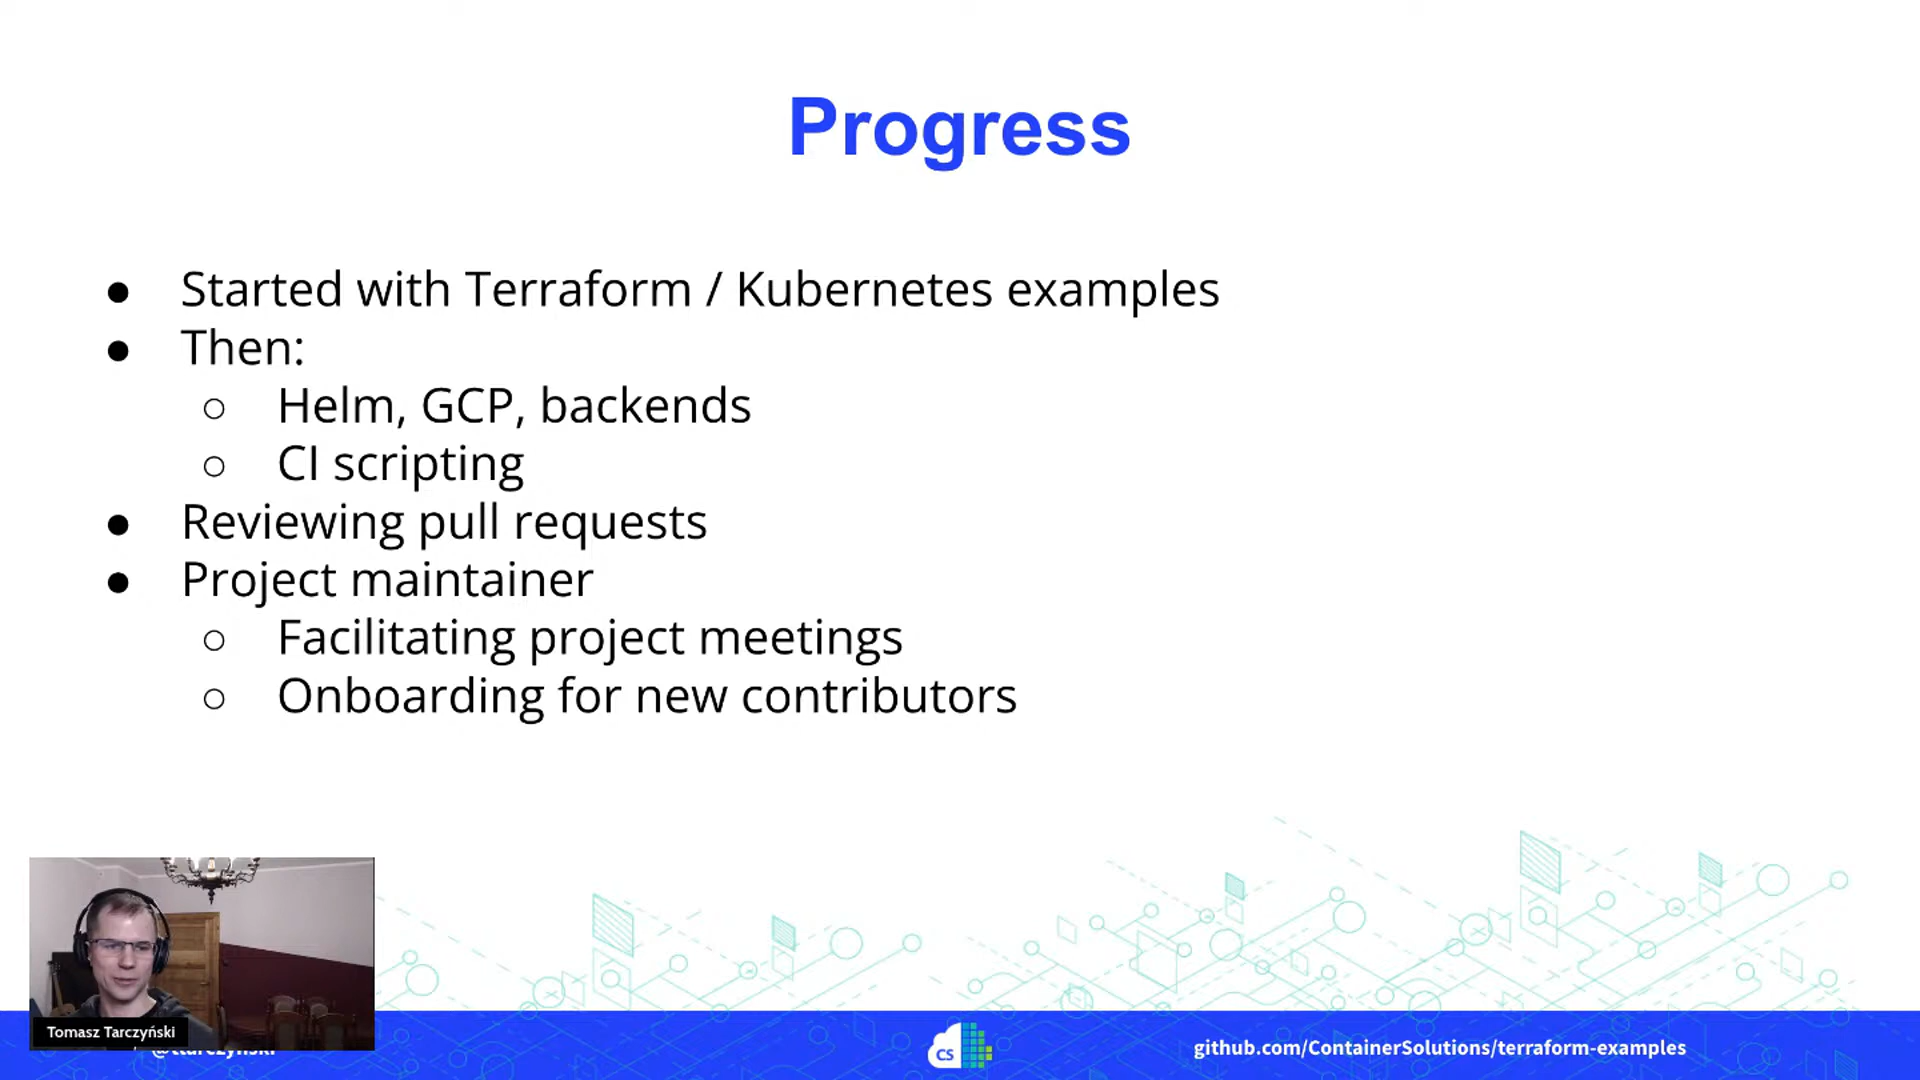 Progress
● Started with Terraform / Kubernetes examples
● Then:
○ Helm, GCP, backends
○ CI scripting
● Reviewing pull requests
● Project maintainer
○ Facilitating project meetings
○ Onboarding for new contributors
Tomasz Tarczyński
CS
github.com/ContainerSolutions/terraform-examples